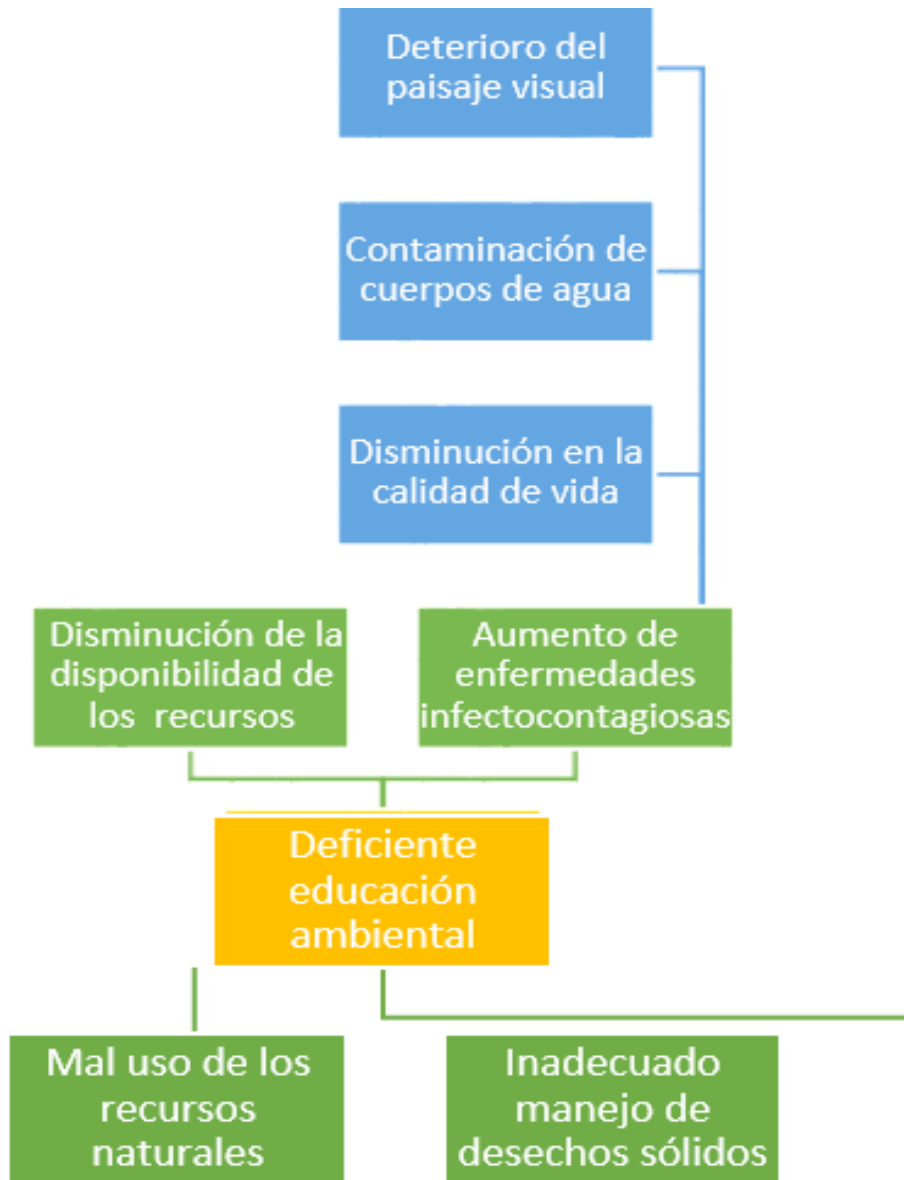 Deterioro del
paisaje visual
Contaminación de
cuerpos de agua
Disminución en la
calidad de vida
Disminución de la
disponibilidad de
los recursos
Aumento de
enfermedades
infectocontagiosas
Deficiente
educación
ambiental
Mal uso de los
recursos
naturales
Inadecuado
manejo de
desechos sólidos